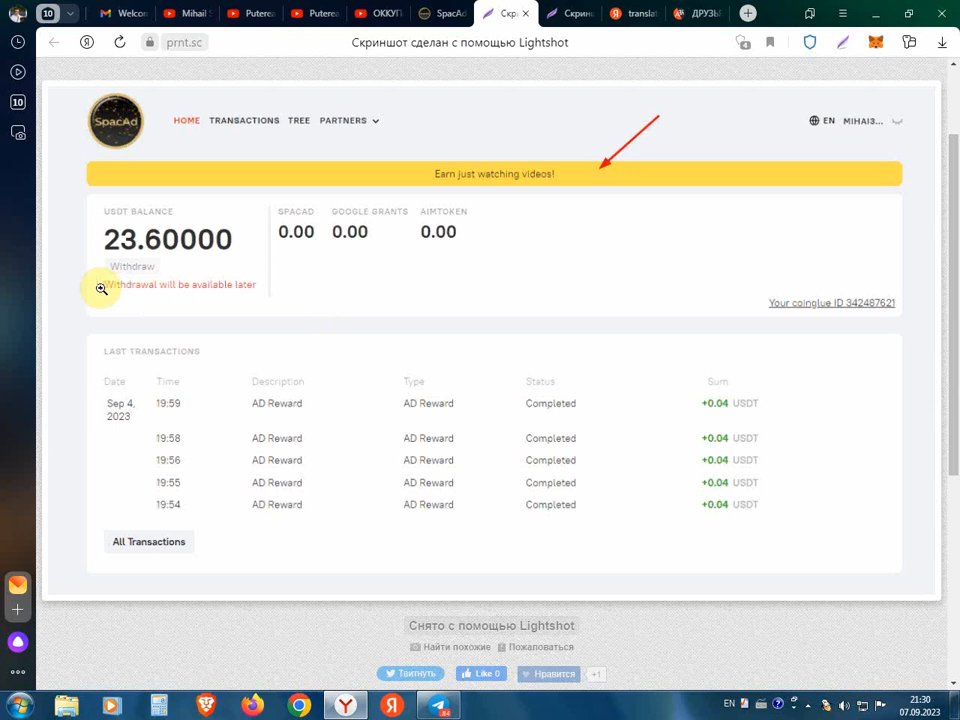 10
Welcon
Mihail
Puterea
Puterea
ОККУГ
SpacAd
Скри
Скрин
translat
ДРУЗЬ
prnt.sc
Скриншот сделан с помощью Lightshot
4
10
SpacAd
HOME TRANSACTIONS TREE PARTNERS
EN MIHAI3...
Earn just watching videos!
USDT BALANCE
23.60000
Withdraw
Withdrawal will be available later
SPACAD GOOGLE GRANTS AIMTOKEN
0.00 0.00 0.00
Your coinglue ID 342487621
LAST TRANSACTIONS
Date Time Description Type Status Sum
Sep 4, 2023 19:59 AD Reward AD Reward Completed +0.04 USDT
19:58 AD Reward AD Reward Completed +0.04 USDT
19:56 AD Reward AD Reward Completed +0.04 USDT
19:55 AD Reward AD Reward Completed +0.04 USDT
19:54 AD Reward AD Reward Completed +0.04 USDT
All Transactions
Снято с помощью Lightshot
Найти похожие Пожаловаться
Твитнуть Like 0 Нравится +1
84
EN 21:30
07.09.2023